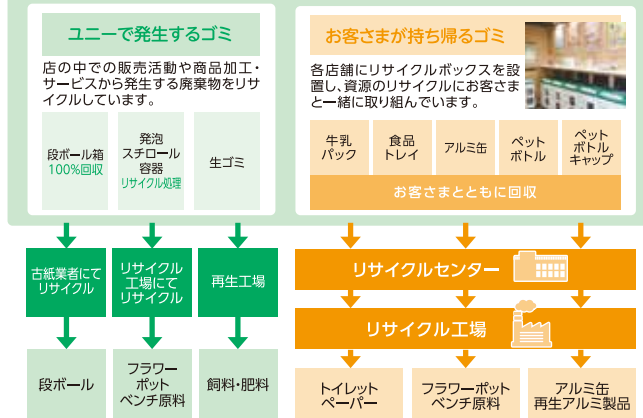 ユニーで発生するゴミ
店の中での販売活動や商品加工・
サービスから発生する廃棄物をリサ
イクルしています。
段ボール箱
100%回収
発泡
スチロール
容器
リサイクル処理
生ゴミ
古紙業者にて
リサイクル
リサイクル
工場にて
リサイクル
再生工場
段ボール
フラワー
ポット
ベンチ原料
飼料・肥料
お客さまが持ち帰るゴミ
各店舗にリサイクルボックスを設
置し、資源のリサイクルにお客さま
と一緒に取り組んでいます。
牛乳
パック
食品
トレイ
アルミ缶
ペット
ボトル
ペット
ボトル
キャップ
お客さまとともに回収
リサイクルセンター
リサイクル工場
トイレット
ペーパー
フラワーポット
ベンチ原料
アルミ缶
再生アルミ製品